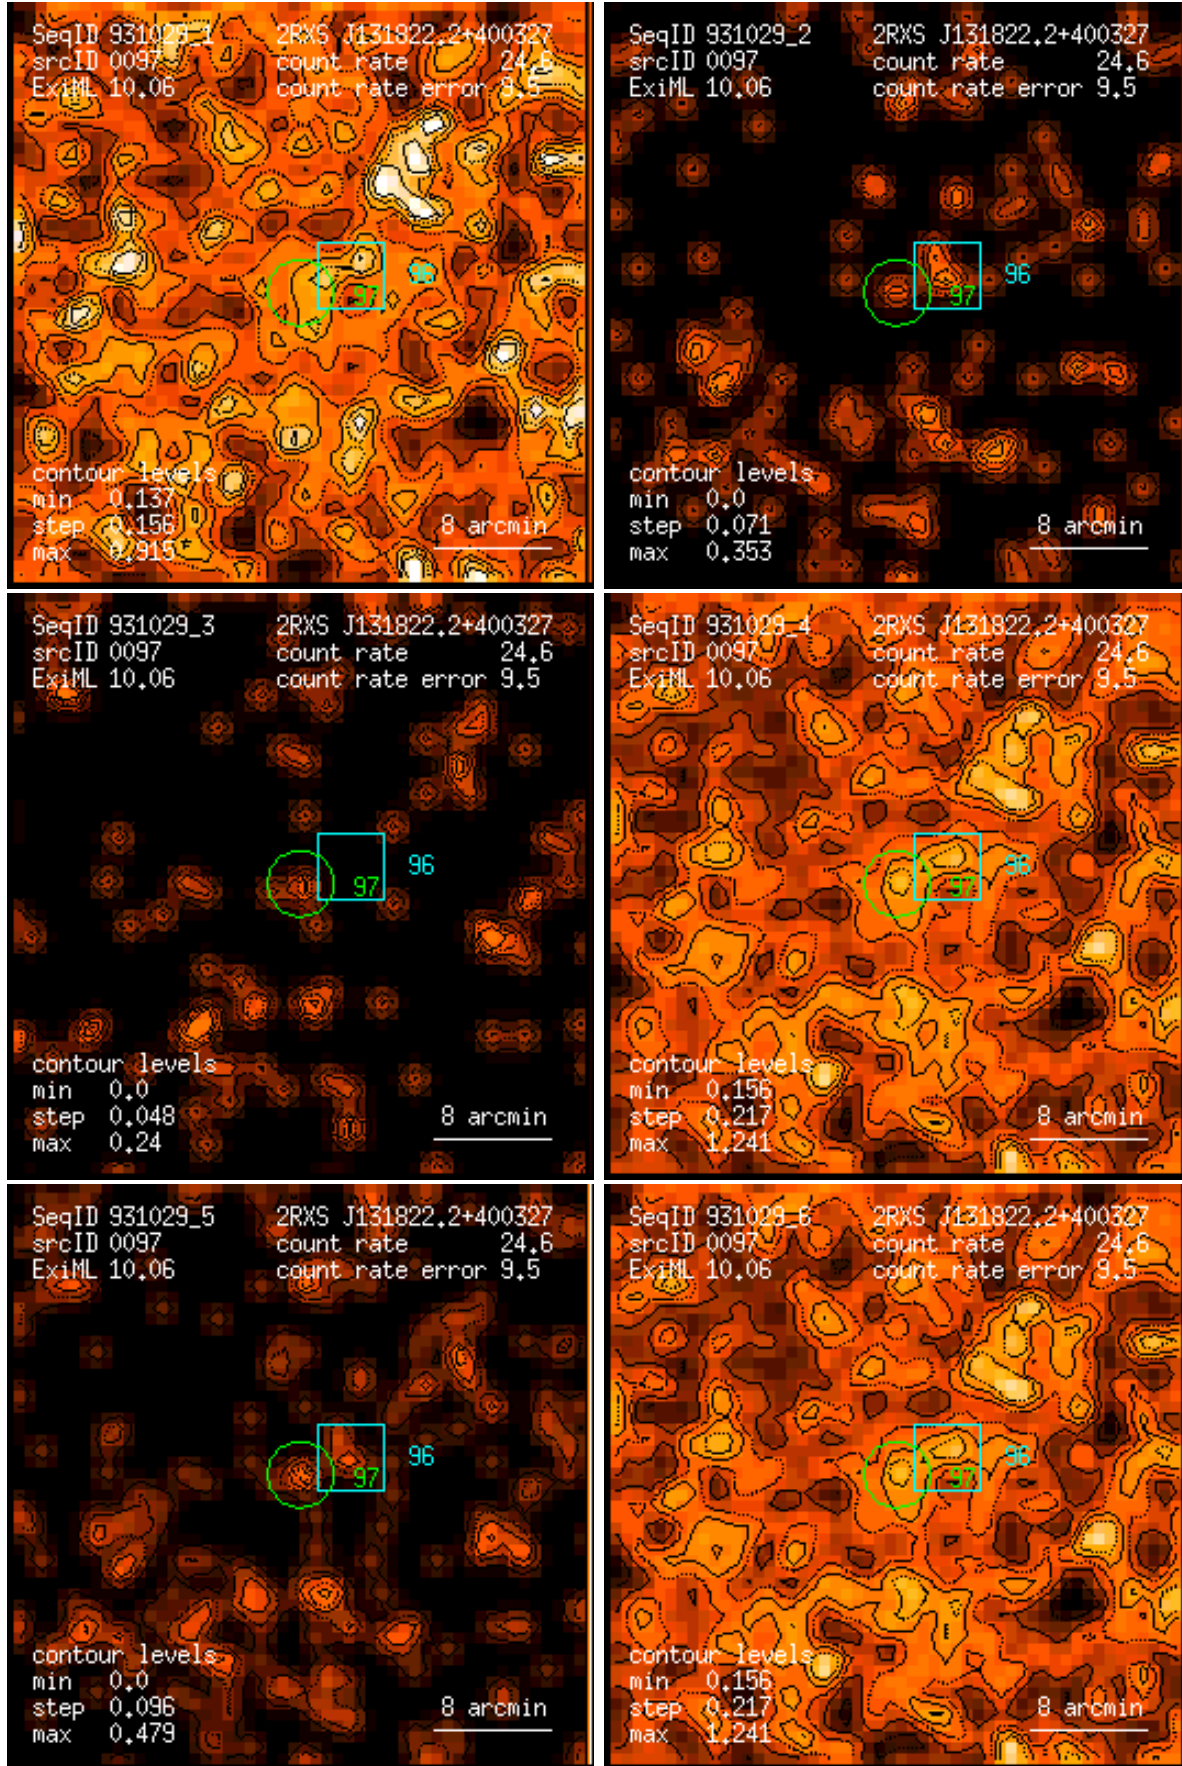 SeqID 931029_1 2RXS J131822.2+400327
srcID 0097 count rate 24.6
ExiML 10.06 count rate error 9.5
96
97
contour levels
min 0.137
step 0.156 8 arcmin
max 0.915
SeqID 931029_2 2RXS J131822.2+400327
srcID 0097 count rate 24.6
ExiML 10.06 count rate error 9.5
96
97
contour levels
min 0.0
step 0.071 8 arcmin
max 0.353
SeqID 931029_3 2RXS J131822.2+400327
srcID 0097 count rate 24.6
ExiML 10.06 count rate error 9.5
96
97
contour levels
min 0.0
step 0.048 8 arcmin
max 0.24
SeqID 931029_4 2RXS J131822.2+400327
srcID 0097 count rate 24.6
ExiML 10.06 count rate error 9.5
96
97
contour levels
min 0.156
step 0.217 8 arcmin
max 1.241
SeqID 931029_5 2RXS J131822.2+400327
srcID 0097 count rate 24.6
ExiML 10.06 count rate error 9.5
96
97
contour levels
min 0.0
step 0.096 8 arcmin
max 0.479
SeqID 931029_6 2RXS J131822.2+400327
srcID 0097 count rate 24.6
ExiML 10.06 count rate error 9.5
96
97
contour levels
min 0.156
step 0.217 8 arcmin
max 1.241